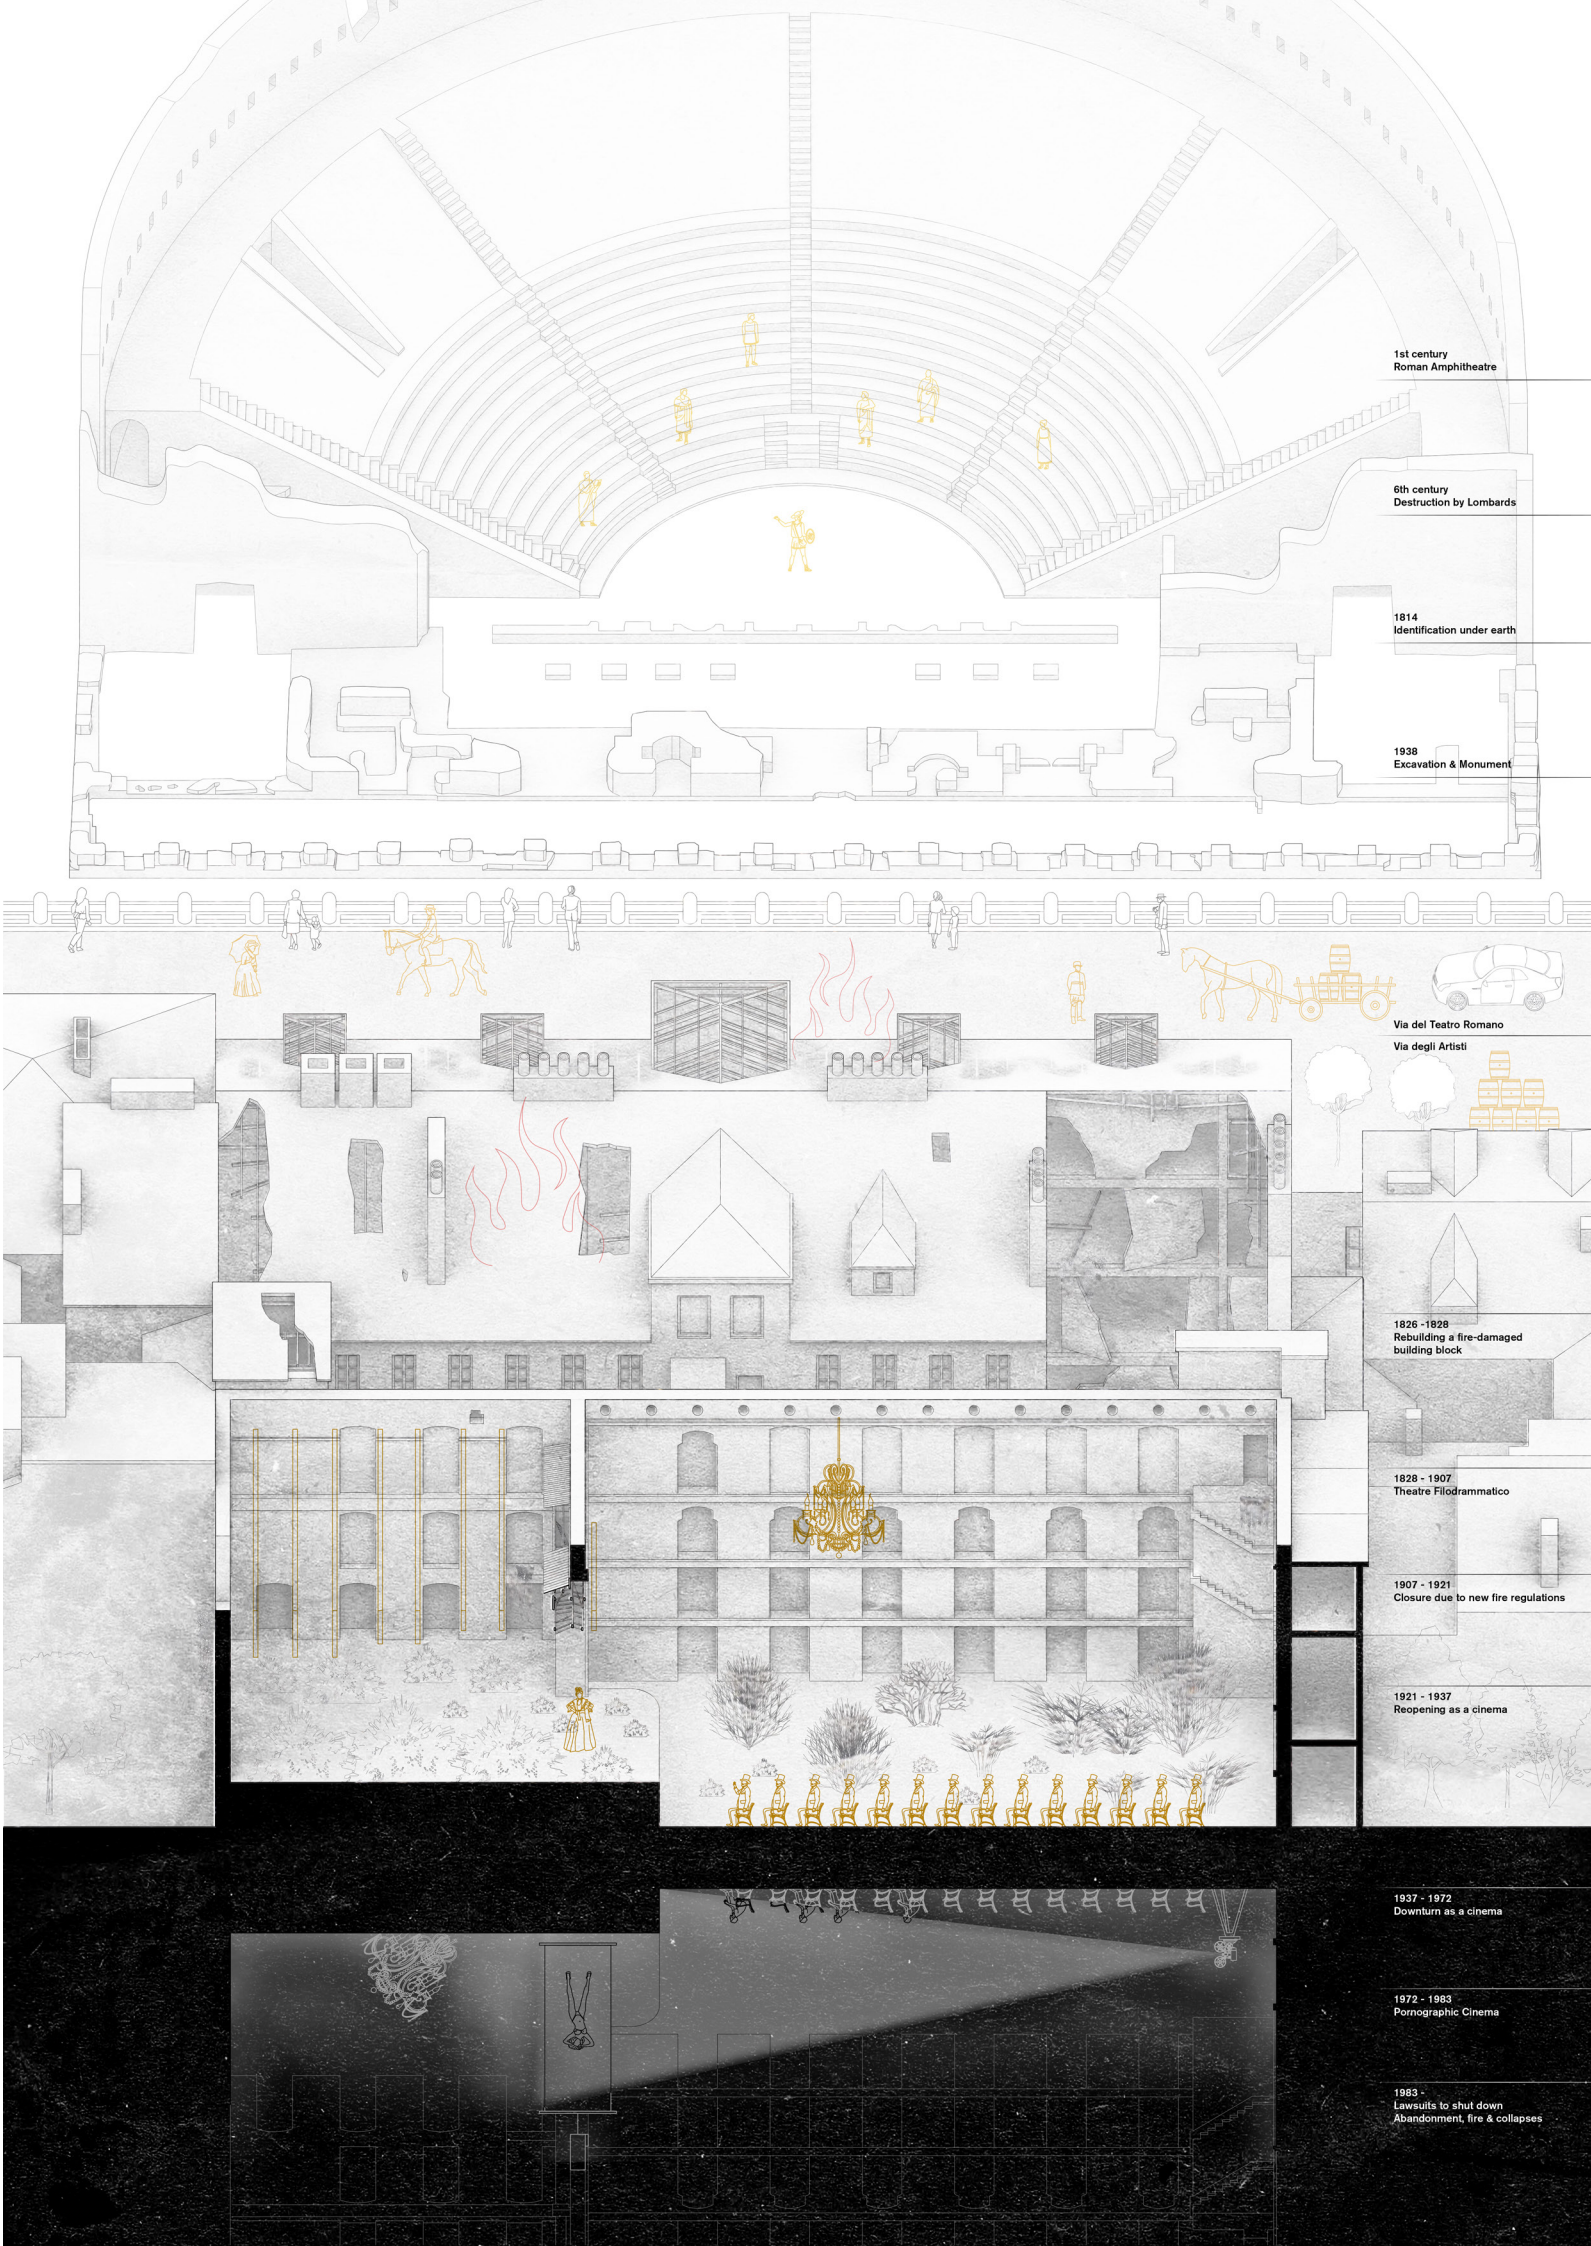 1st century
Roman Amphitheatre
6th century
Destruction by Lombards
1814
Identification under earth
1938
Excavation & Monument
Via del Teatro Romano
Via degli Artisti
1826 -1828
Rebuilding a fire-damaged
building block
1828 - 1907
Theatre Filodrammatico
1907 - 1921
Closure due to new fire regulations
1921 - 1937
Reopening as a cinema
1937 - 1972
Downturn as a cinema
1972 - 1983
Pornographic Cinema
1983 -
Lawsuits to shut down
Abandonment, fire & collapses